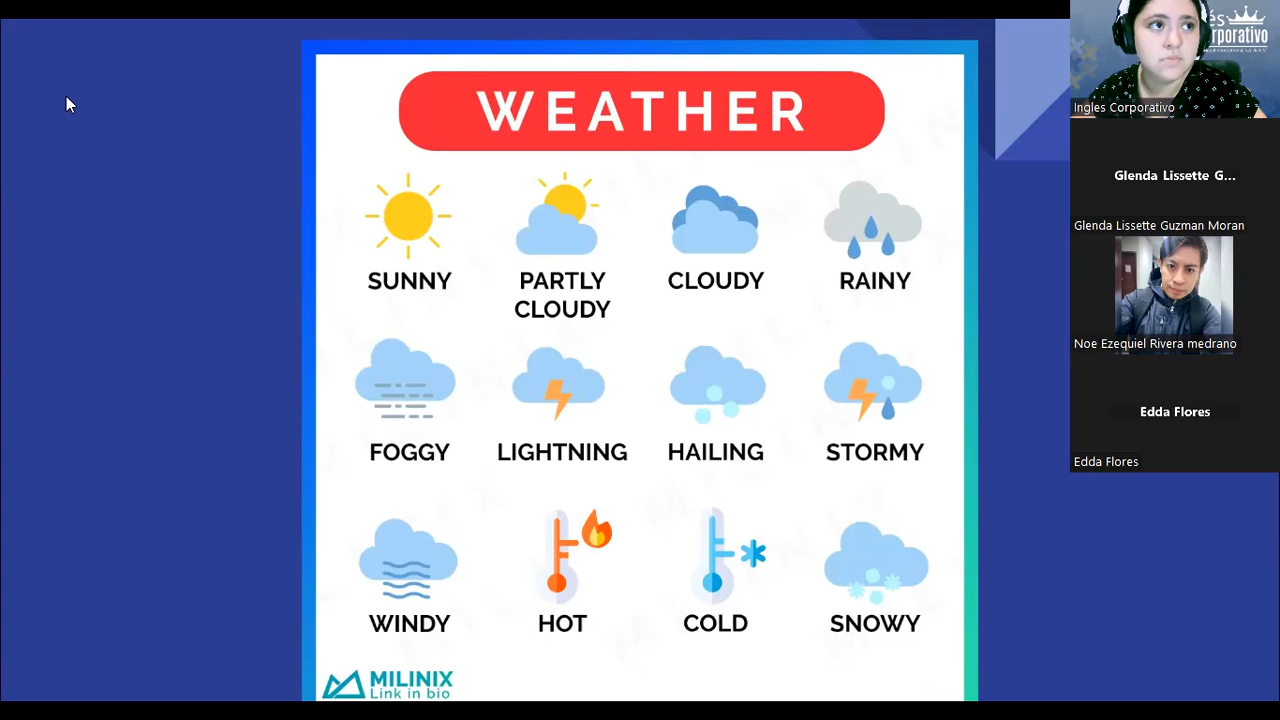 WEATHER
SUNNY
PARTLY
CLOUDY
CLOUDY
RAINY
FOGGY
LIGHTNING
HAILING
STORMY
WINDY
HOT
COLD
SNOWY
MILINIX
Link in bio
Ingles Corporativo
Glenda Lissette G...
Glenda Lissette Guzman Moran
Noe Ezequiel Rivera medrano
Edda Flores
Edda Flores